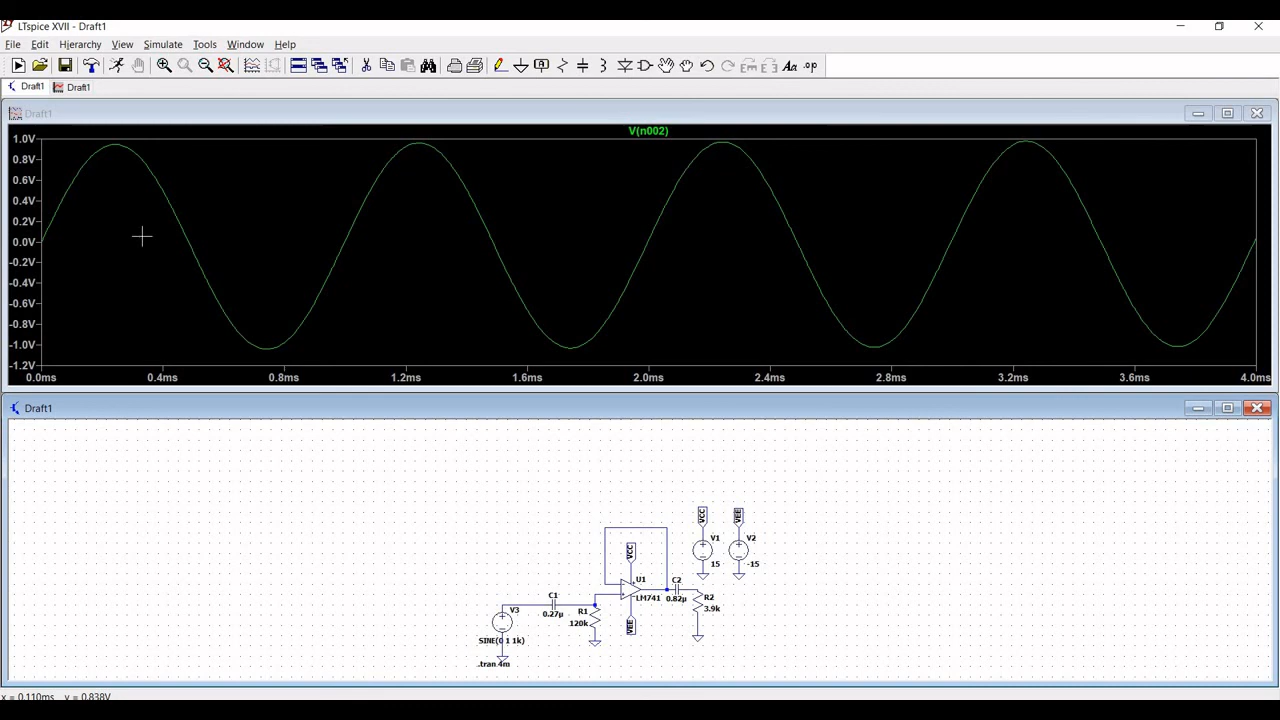 LTspice XVII - Draft1
File Edit Hierarchy View Simulate Tools Window Help
Draft1 Draft1
Draft1
V(n002)
1.0V
0.8V
0.6V
0.4V
0.2V
0.0V
-0.2V
-0.4V
-0.6V
-0.8V
-1.0V
-1.2V
0.0ms 0.4ms 0.8ms 1.2ms 1.6ms 2.0ms 2.4ms 2.8ms 3.2ms 3.6ms 4.0ms
Draft1
VCC VEE
V1 V2
VCC
15 -15
U1 C2
C1 LM741 0.82µ R2
V3 0.27µ R1 3.9k
120k VEE
SINE(0 1 1k)
.tran 4m
x = 0.110ms y = 0.838V